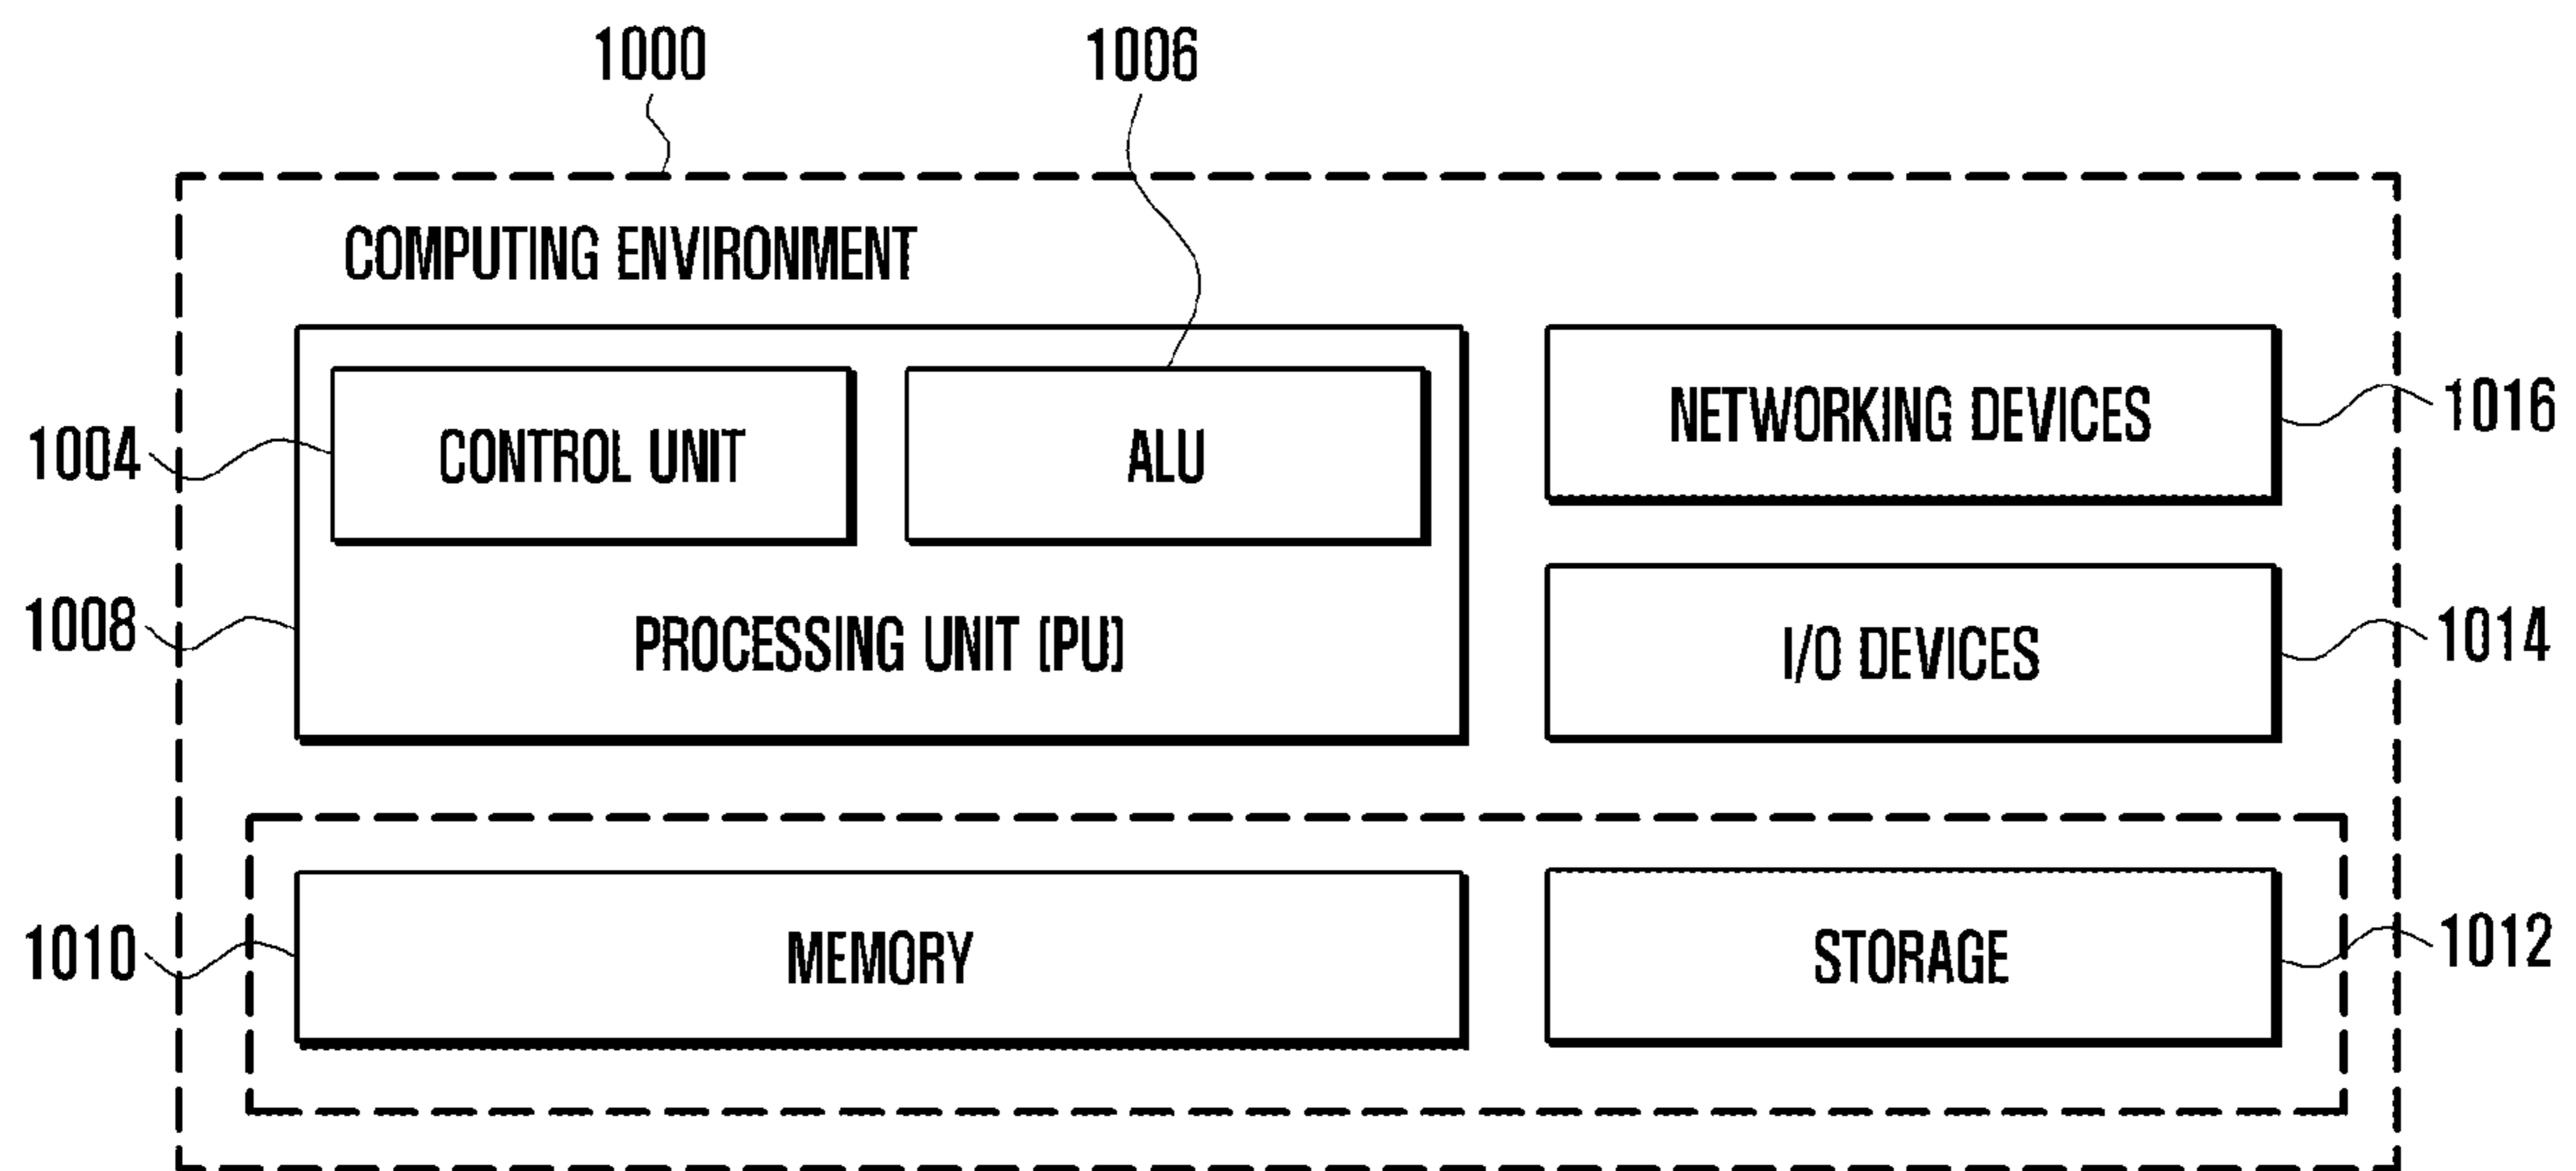 1000
1006
COMPUTING ENVIRONMENT
1004
CONTROL UNIT
ALU
NETWORKING DEVICES
1016
1008
PROCESSING UNIT (PU)
I/O DEVICES
1014
1010
MEMORY
STORAGE
1012